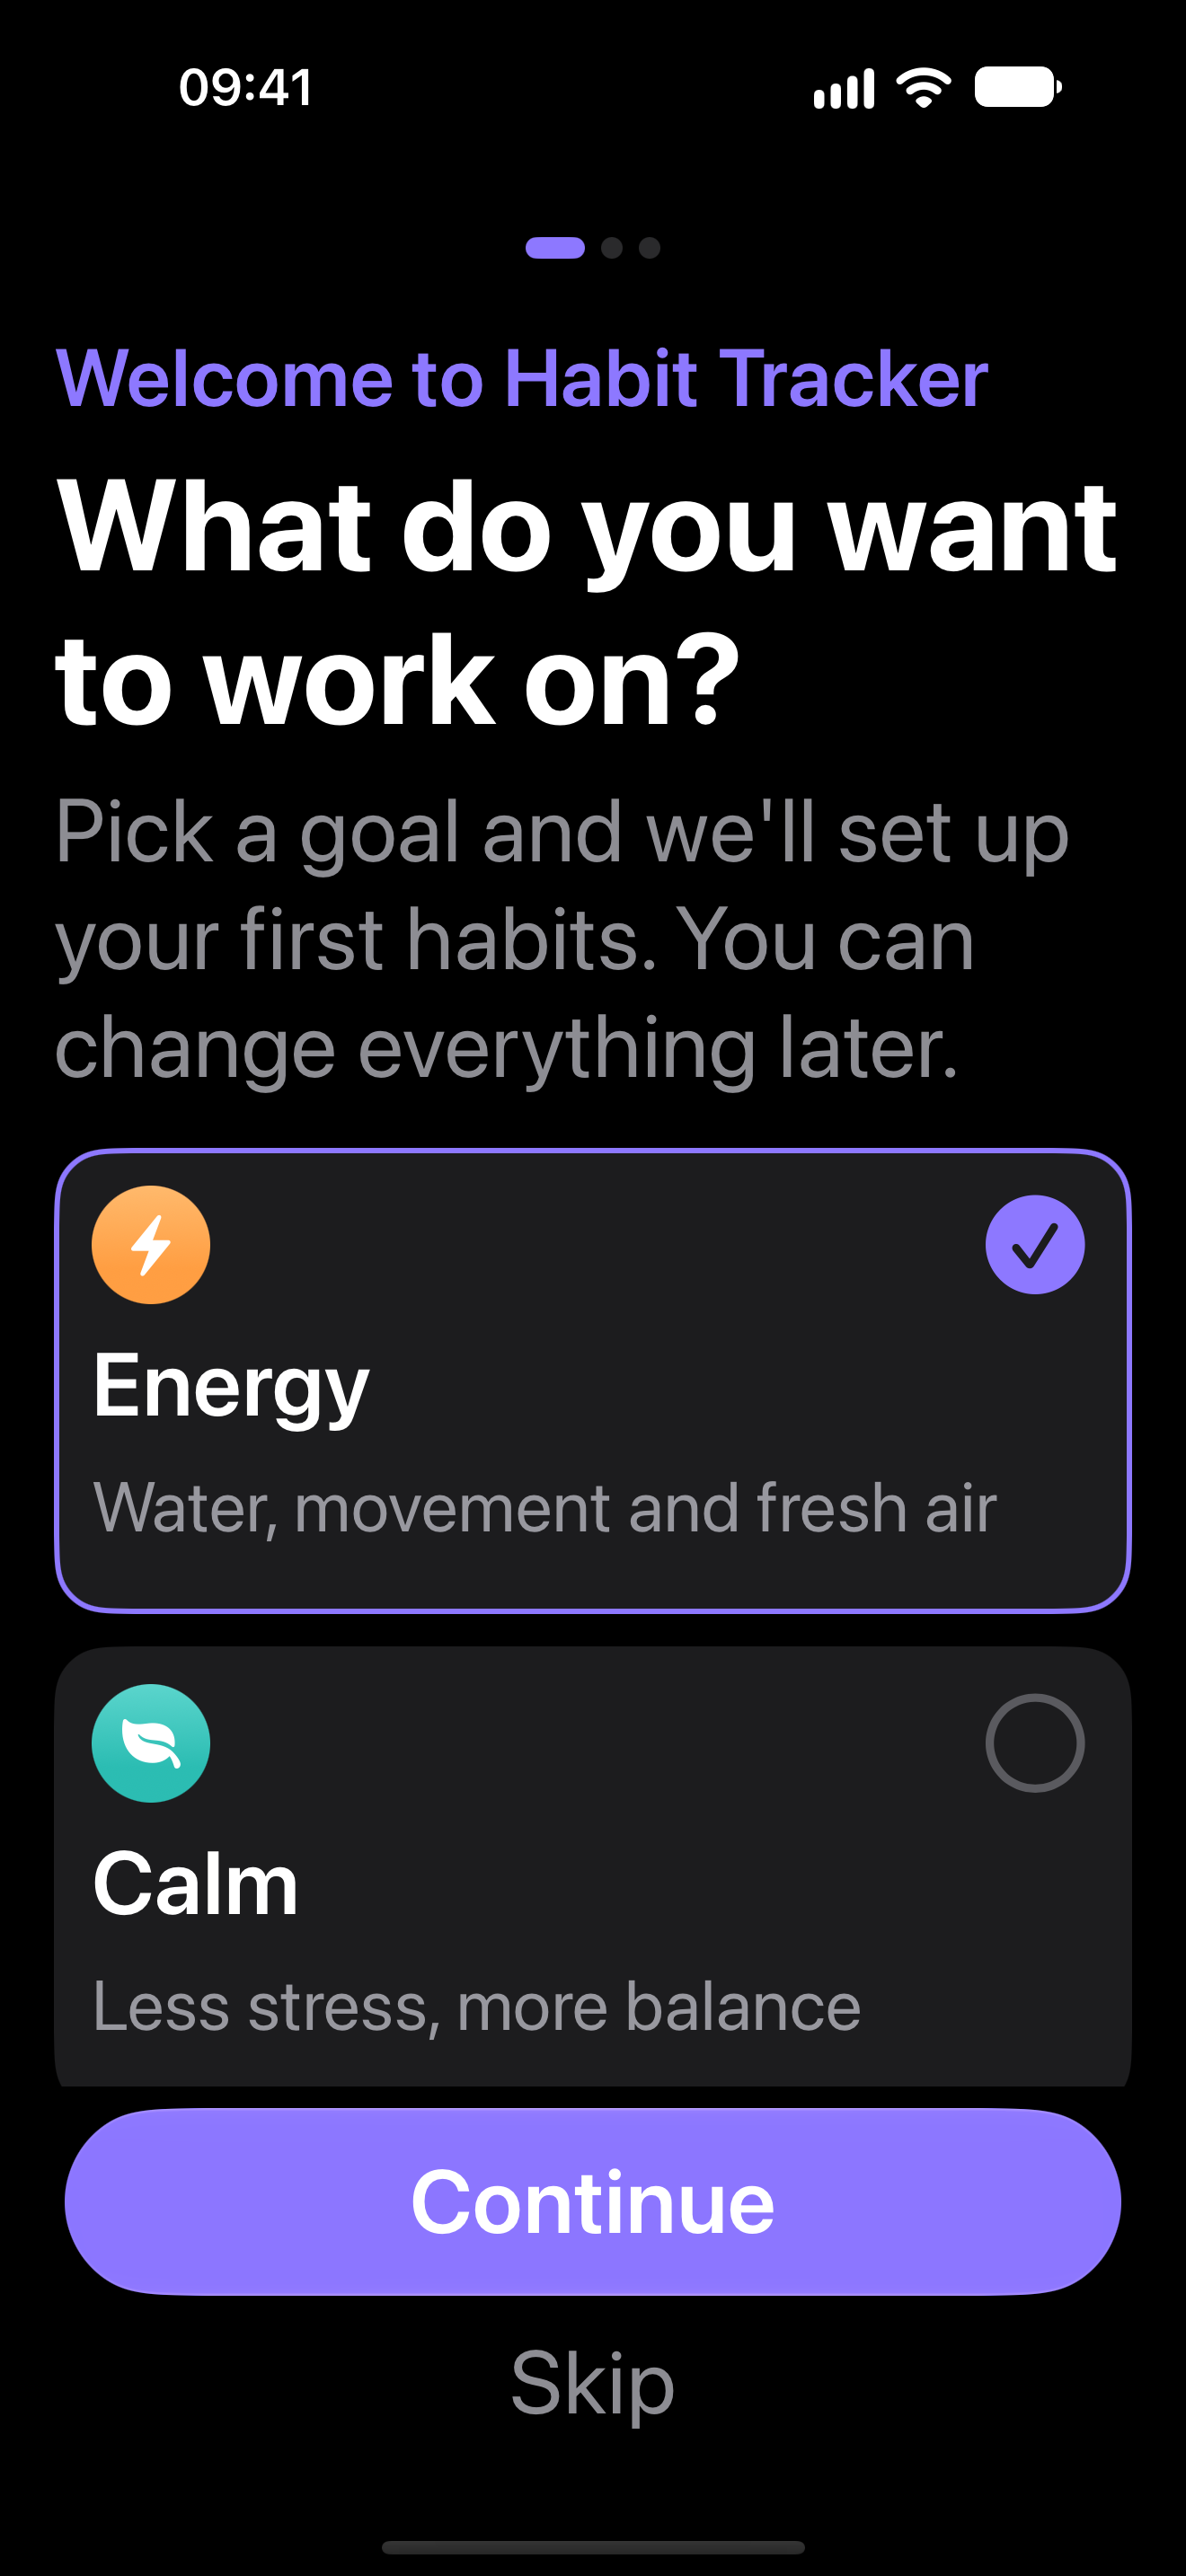 09:41
Welcome to Habit Tracker
What do you want
to work on?
Pick a goal and we'll set up
your first habits. You can
change everything later.
Energy
Water, movement and fresh air
Calm
Less stress, more balance
Continue
Skip